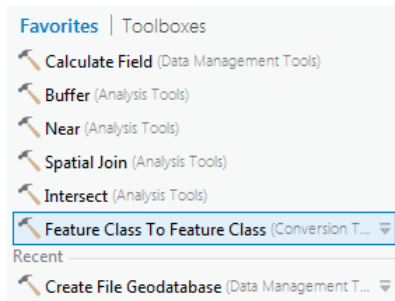 Favorites | Toolboxes
Calculate Field (Data Management Tools)
Buffer (Analysis Tools)
Near (Analysis Tools)
Spatial Join (Analysis Tools)
Intersect (Analysis Tools)
Feature Class To Feature Class (Conversion T...
Recent
Create File Geodatabase (Data Management T...